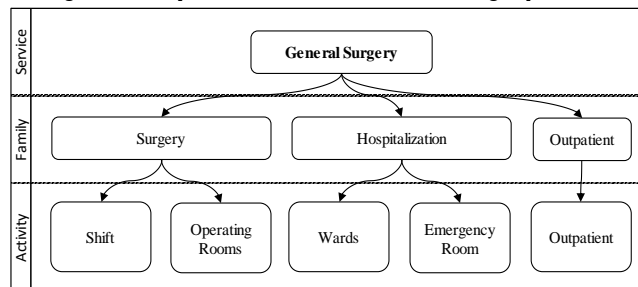 Service
General Surgery
Family
Surgery
Hospitalization
Outpatient
Activity
Shift
Operating
Rooms
Wards
Emergency
Room
Outpatient